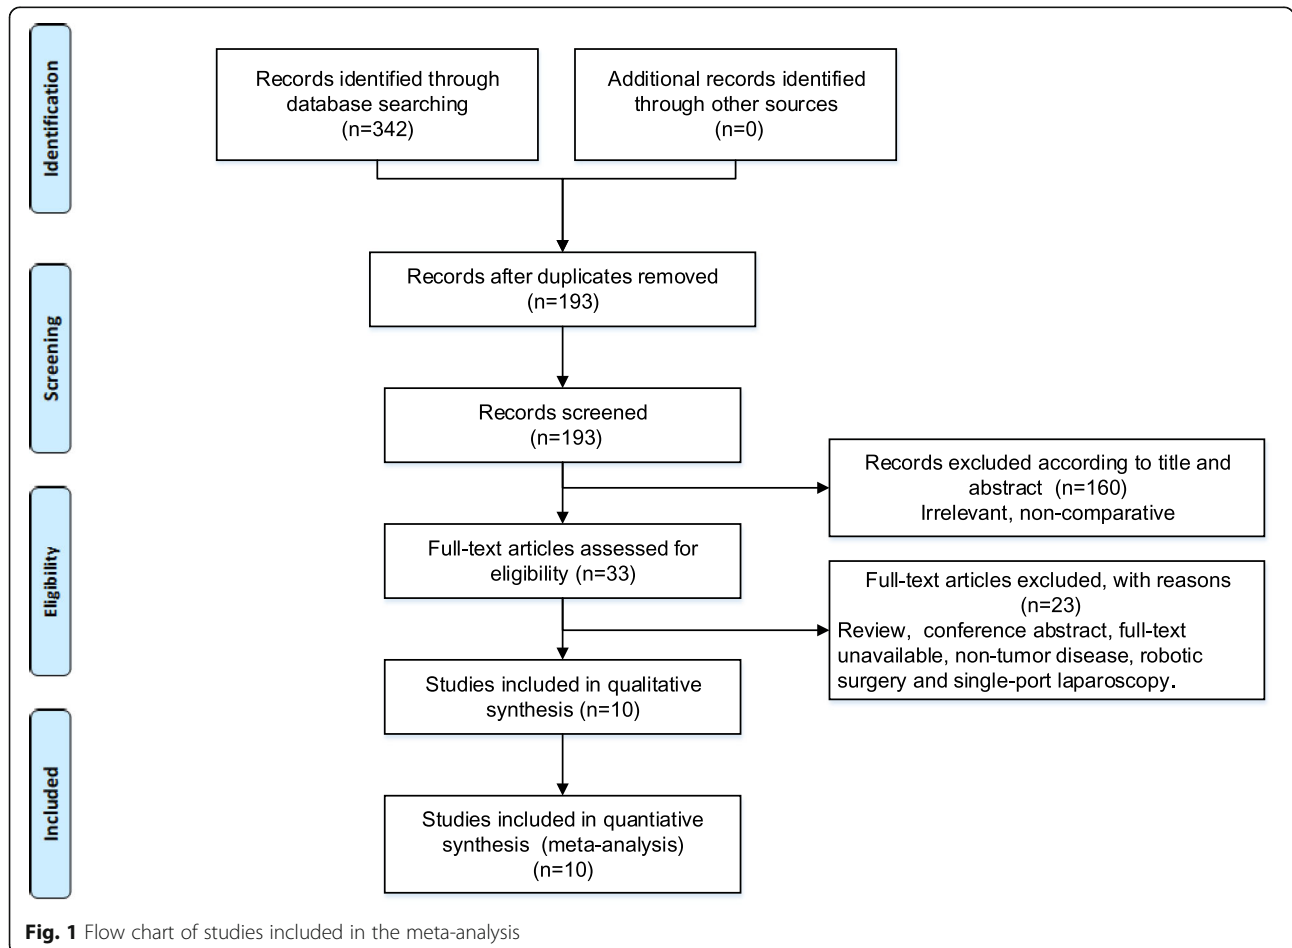 Identification
Records identified through
database searching
(n=342)
Additional records identified
through other sources
(n=0)
Screening
Records after duplicates removed
(n=193)
Records screened
(n=193)
Records excluded according to title and
abstract (n=160)
Irrelevant, non-comparative
Eligibility
Full-text articles assessed for
eligibility (n=33)
Full-text articles excluded, with reasons
(n=23)
Review, conference abstract, full-text
unavailable, non-tumor disease, robotic
surgery and single-port laparoscopy.
Studies included in qualitative
synthesis (n=10)
Included
Studies included in quantiative
synthesis (meta-analysis)
(n=10)
Fig. 1 Flow chart of studies included in the meta-analysis